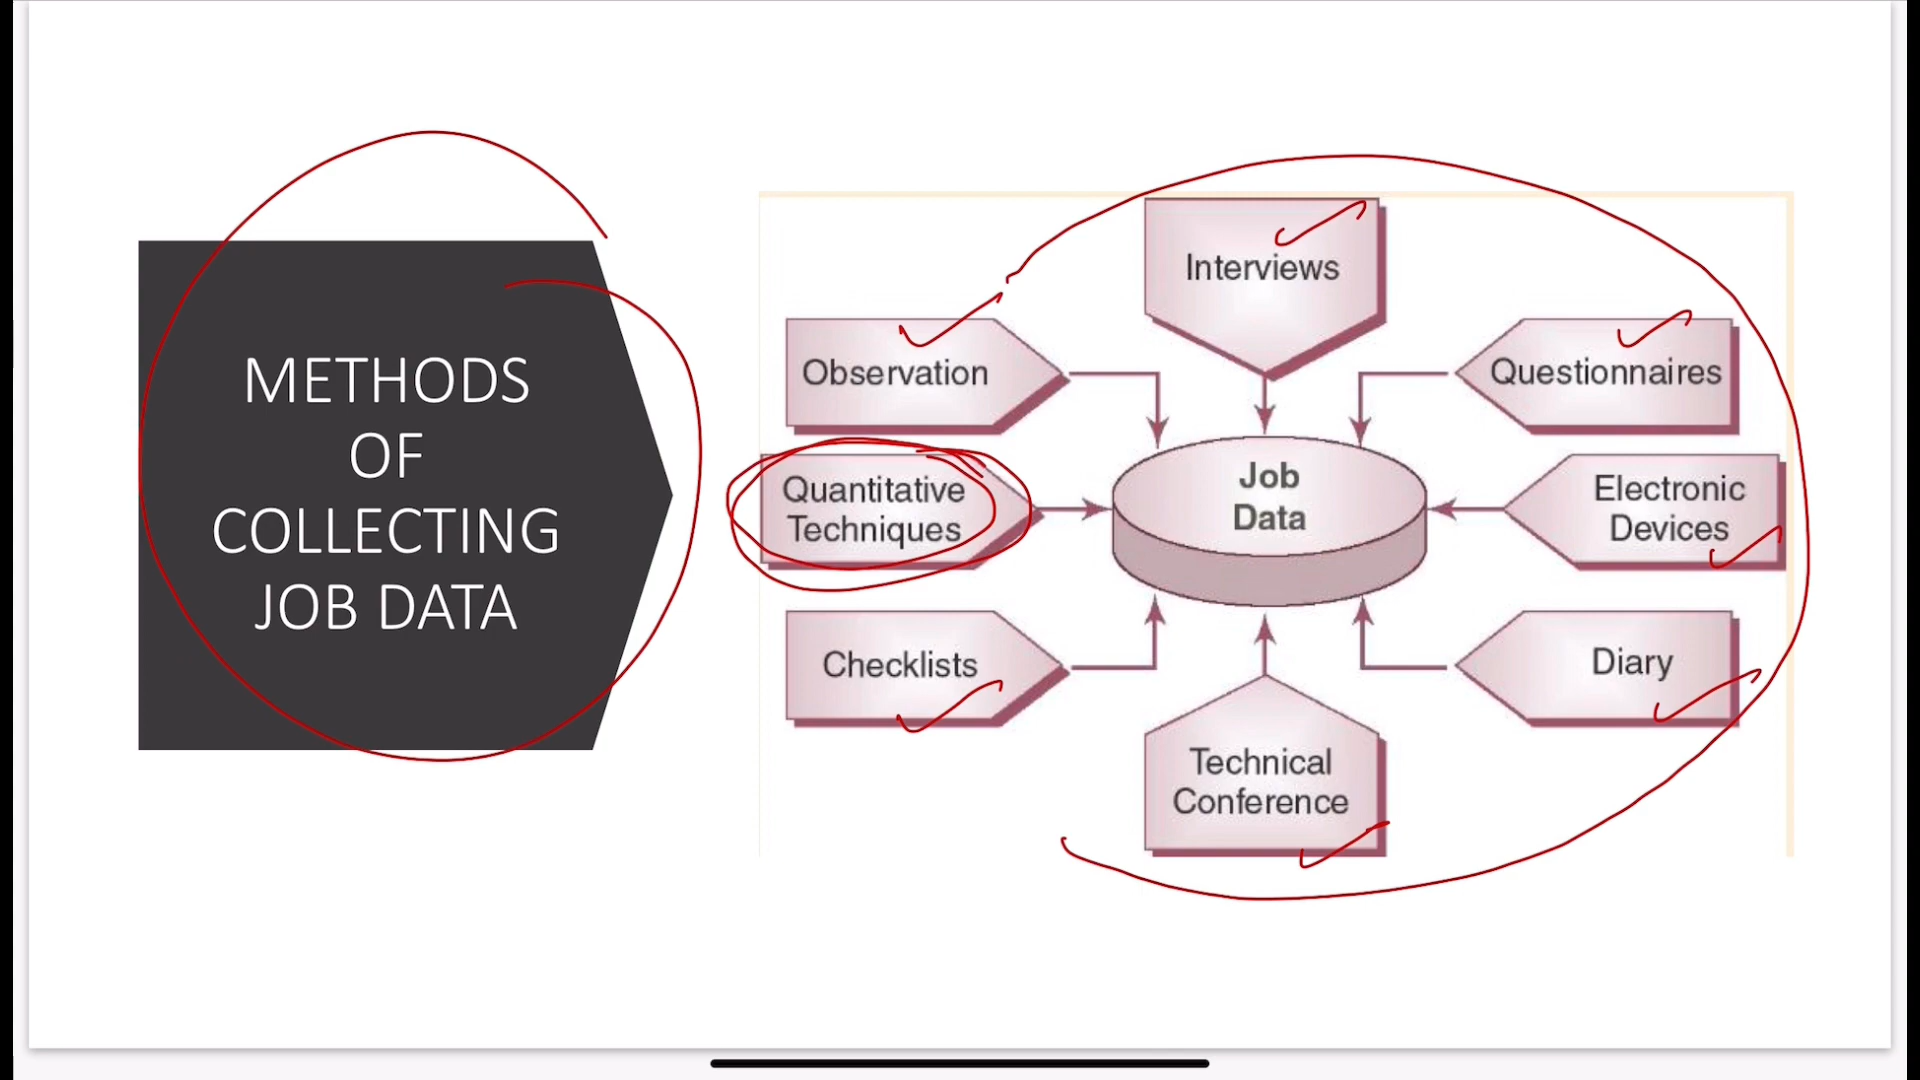 METHODS
OF
COLLECTING
JOB DATA
Interviews
Observation
Questionnaires
Quantitative
Techniques
Job
Data
Electronic
Devices
Checklists
Diary
Technical
Conference